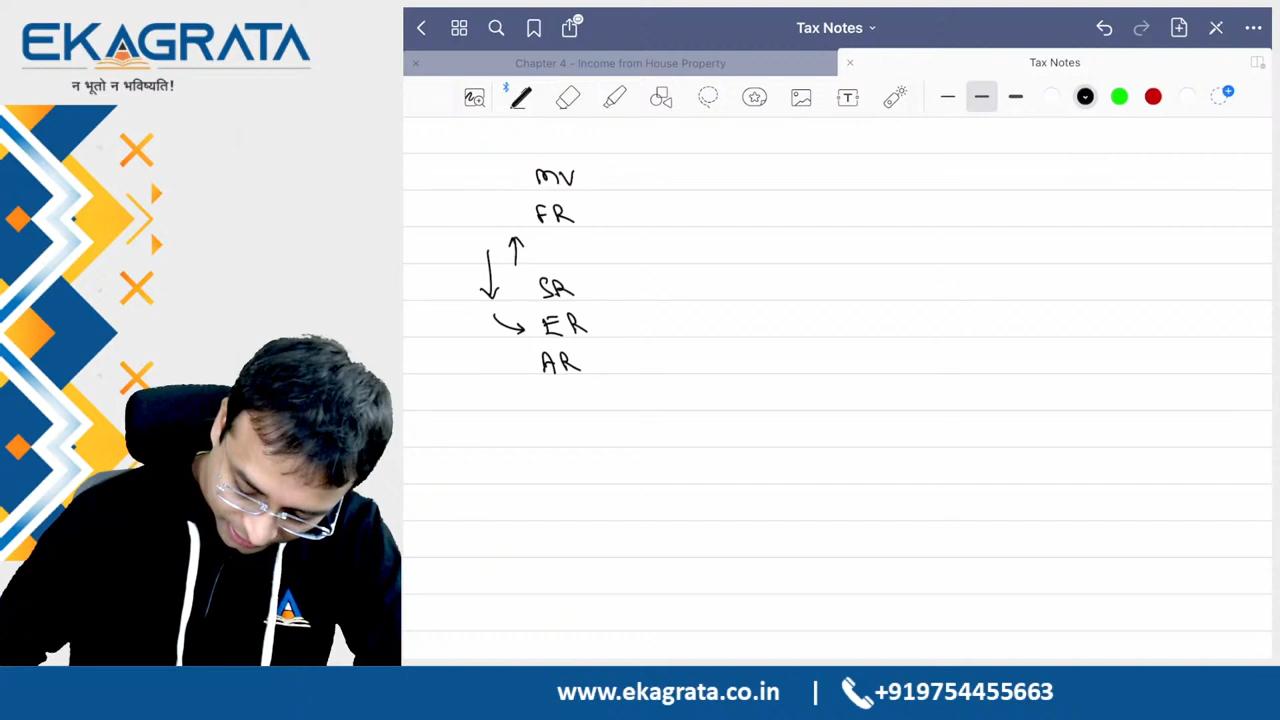 EKAGRATA
न भूतो न भविष्यति!
Tax Notes
Chapter 4 - Income from House Property
Tax Notes
T
MV
FR
SR
ER
AR
www.ekagrata.co.in | +919754455663